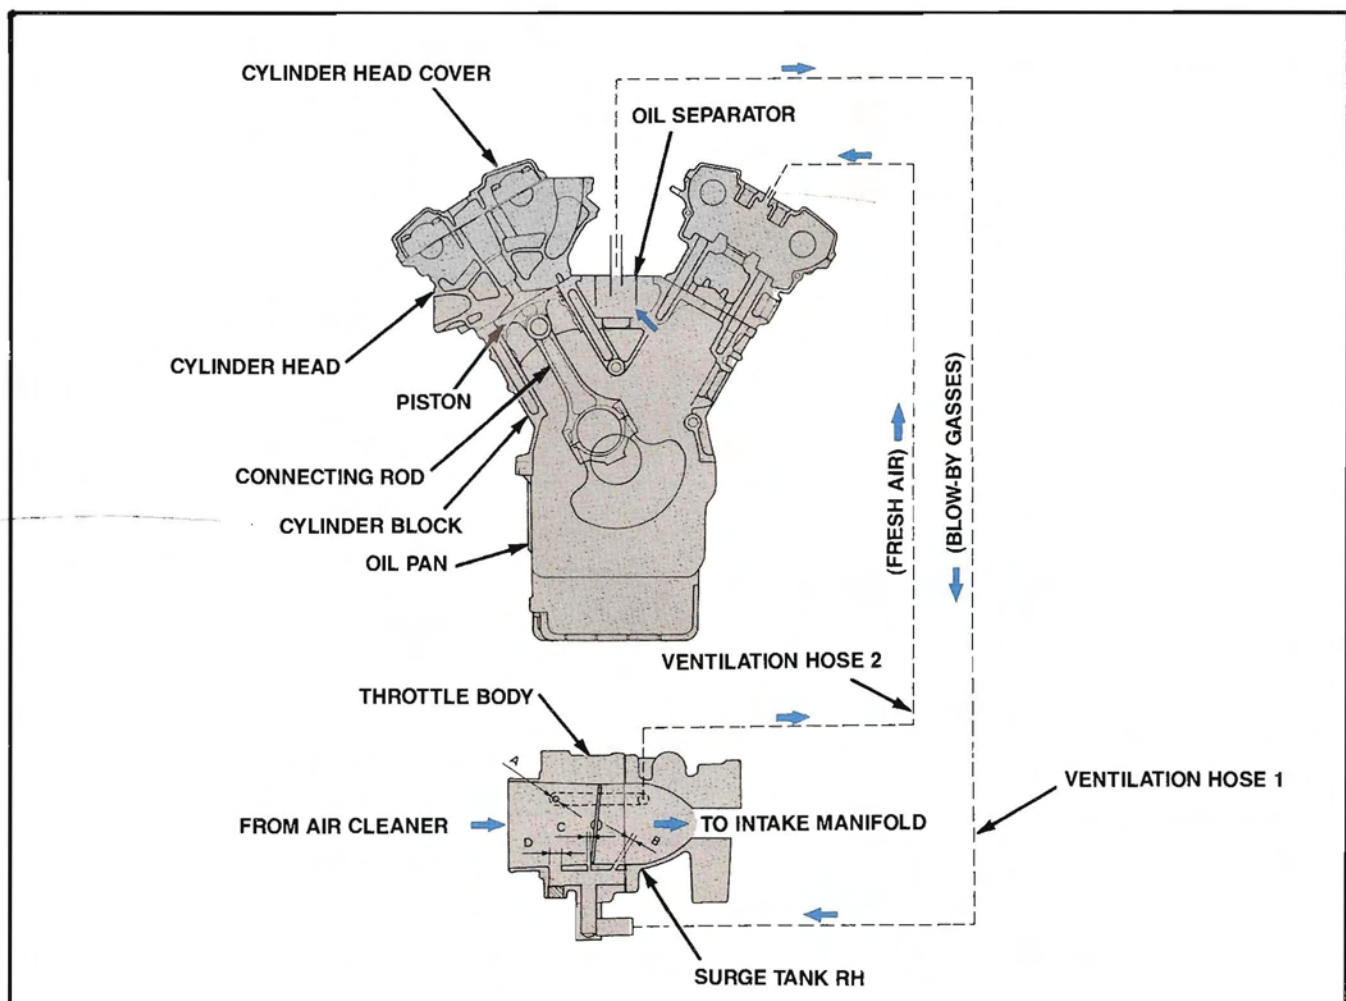 CYLINDER HEAD COVER
OIL SEPARATOR
CYLINDER HEAD
PISTON
CONNECTING ROD
CYLINDER BLOCK
OIL PAN
(FRESH AIR)
(BLOW-BY GASSES)
VENTILATION HOSE 2
THROTTLE BODY
VENTILATION HOSE 1
A
FROM AIR CLEANER
TO INTAKE MANIFOLD
C
D
B
SURGE TANK RH